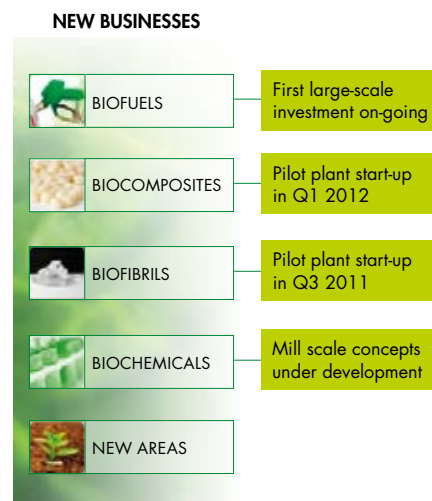 NEW BUSINESSES
BIOFUELS
First large-scale
investment on-going
BIOCOMPOSITES
Pilot plant start-up
in Q1 2012
BIOFIBRILS
Pilot plant start-up
in Q3 2011
BIOCHEMICALS
Mill scale concepts
under development
NEW AREAS